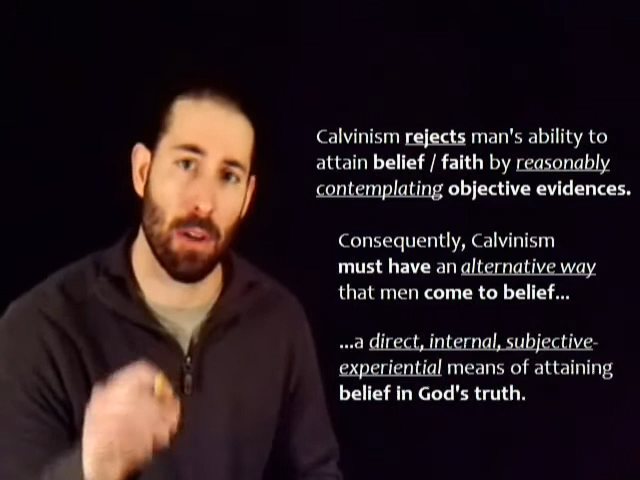 Calvinism rejects man's ability to
attain belief / faith by reasonably
contemplating objective evidences.
Consequently, Calvinism
must have an alternative way
that men come to belief...
...a direct, internal, subjective-
experiential means of attaining
belief in God's truth.